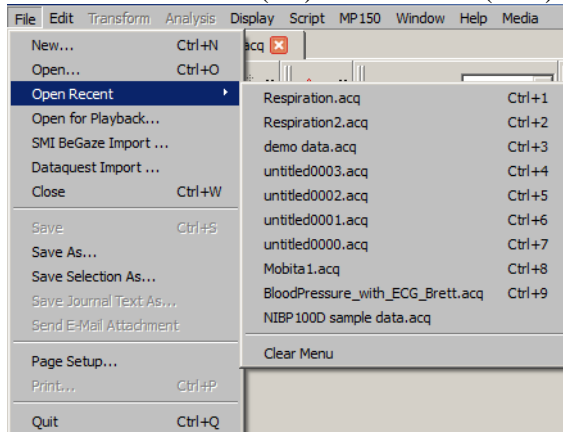 File Edit Transform Analysis Display Script MP150 Window Help Media
New... Ctrl+N
acq
Open... Ctrl+O
Open Recent
Open for Playback...
SMI BeGaze Import ...
Dataquest Import ...
Close Ctrl+W
Save Ctrl+S
Save As...
Save Selection As...
Save Journal Text As...
Send E-Mail Attachment
Page Setup...
Print... Ctrl+P
Quit Ctrl+Q
Respiration.acq Ctrl+1
Respiration2.acq Ctrl+2
demo data.acq Ctrl+3
untitled0003.acq Ctrl+4
untitled0002.acq Ctrl+5
untitled0001.acq Ctrl+6
untitled0000.acq Ctrl+7
Mobita1.acq Ctrl+8
BloodPressure_with_ECG_Brett.acq Ctrl+9
NIBP100D sample data.acq
Clear Menu